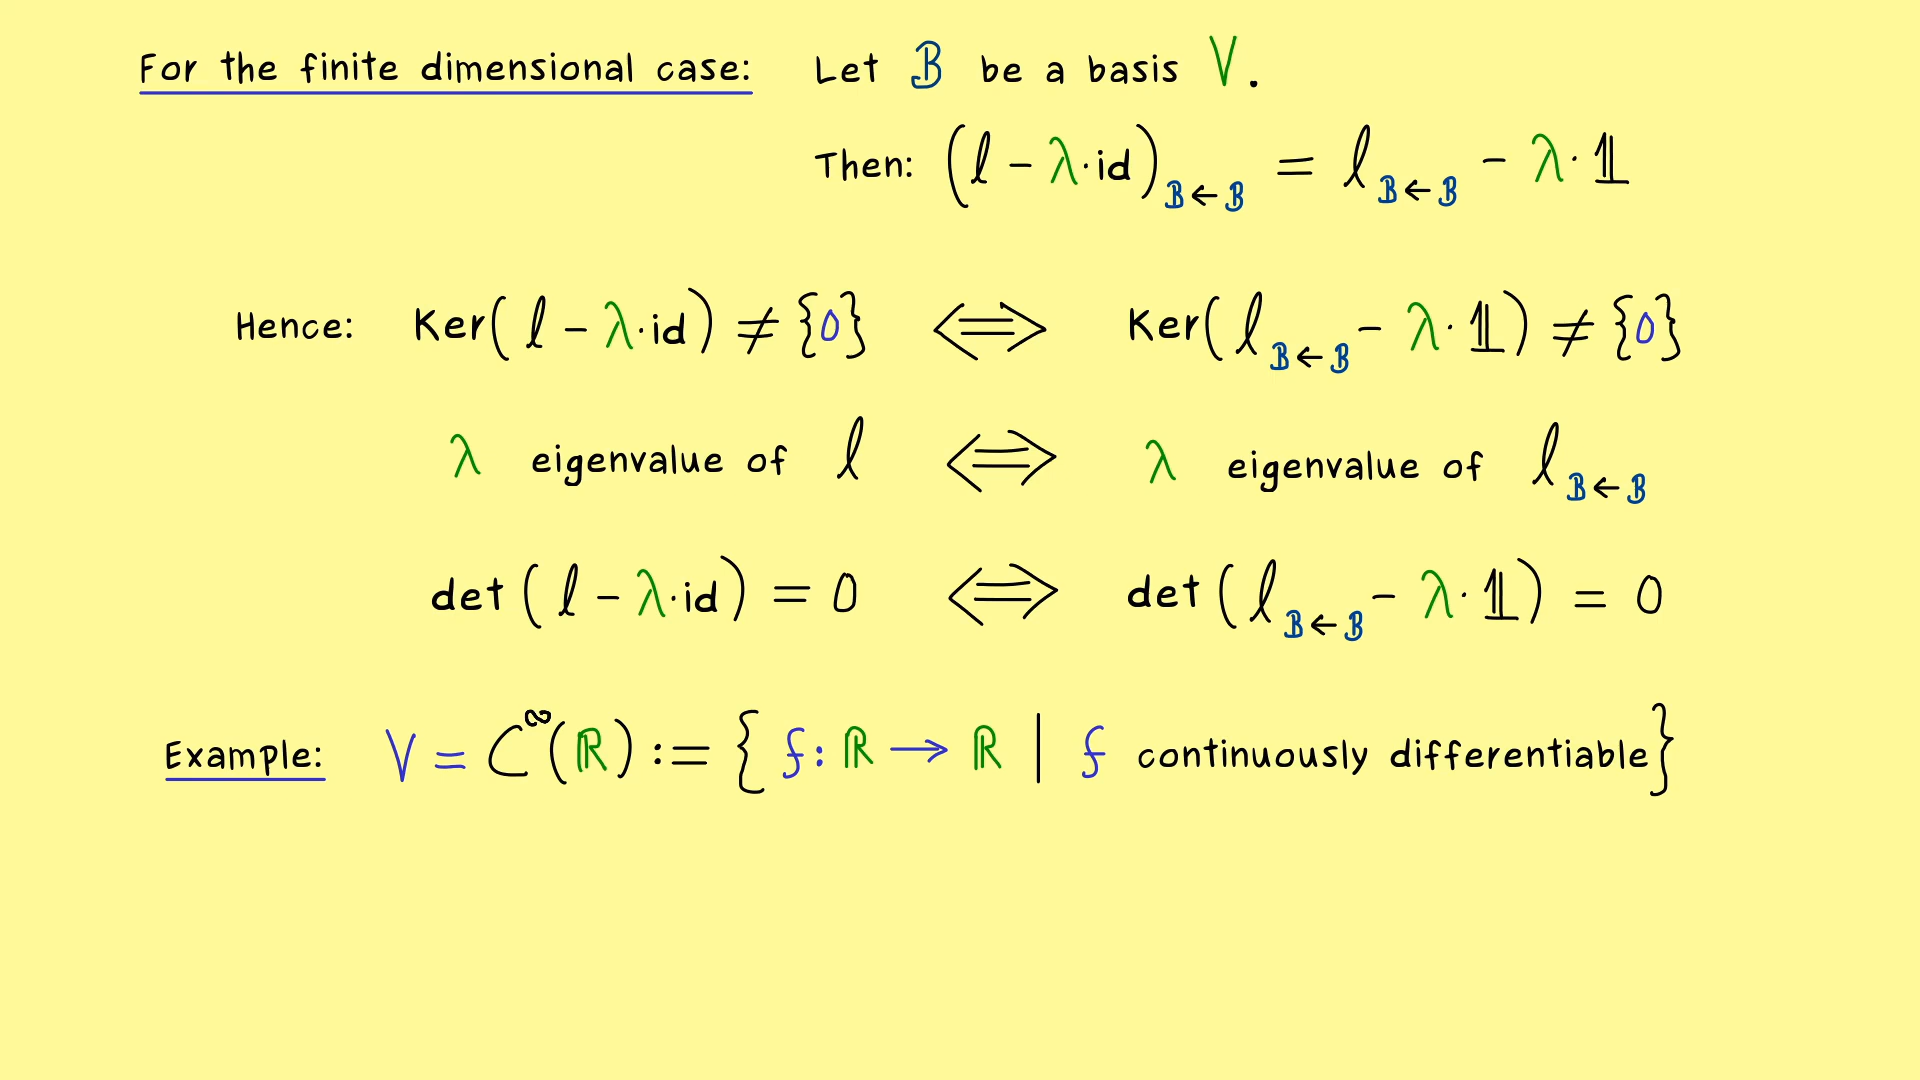 For the finite dimensional case: Let B be a basis V.
Then: (ℓ − λ·id)_{B←B} = ℓ_{B←B} − λ·𝟙
Hence: Ker(ℓ − λ·id) ≠ {0} ⟺ Ker(ℓ_{B←B} − λ·𝟙) ≠ {0}
λ eigenvalue of ℓ ⟺ λ eigenvalue of ℓ_{B←B}
det(ℓ − λ·id) = 0 ⟺ det(ℓ_{B←B} − λ·𝟙) = 0
Example: V = C^∞(ℝ) := { f: ℝ → ℝ | f continuously differentiable}